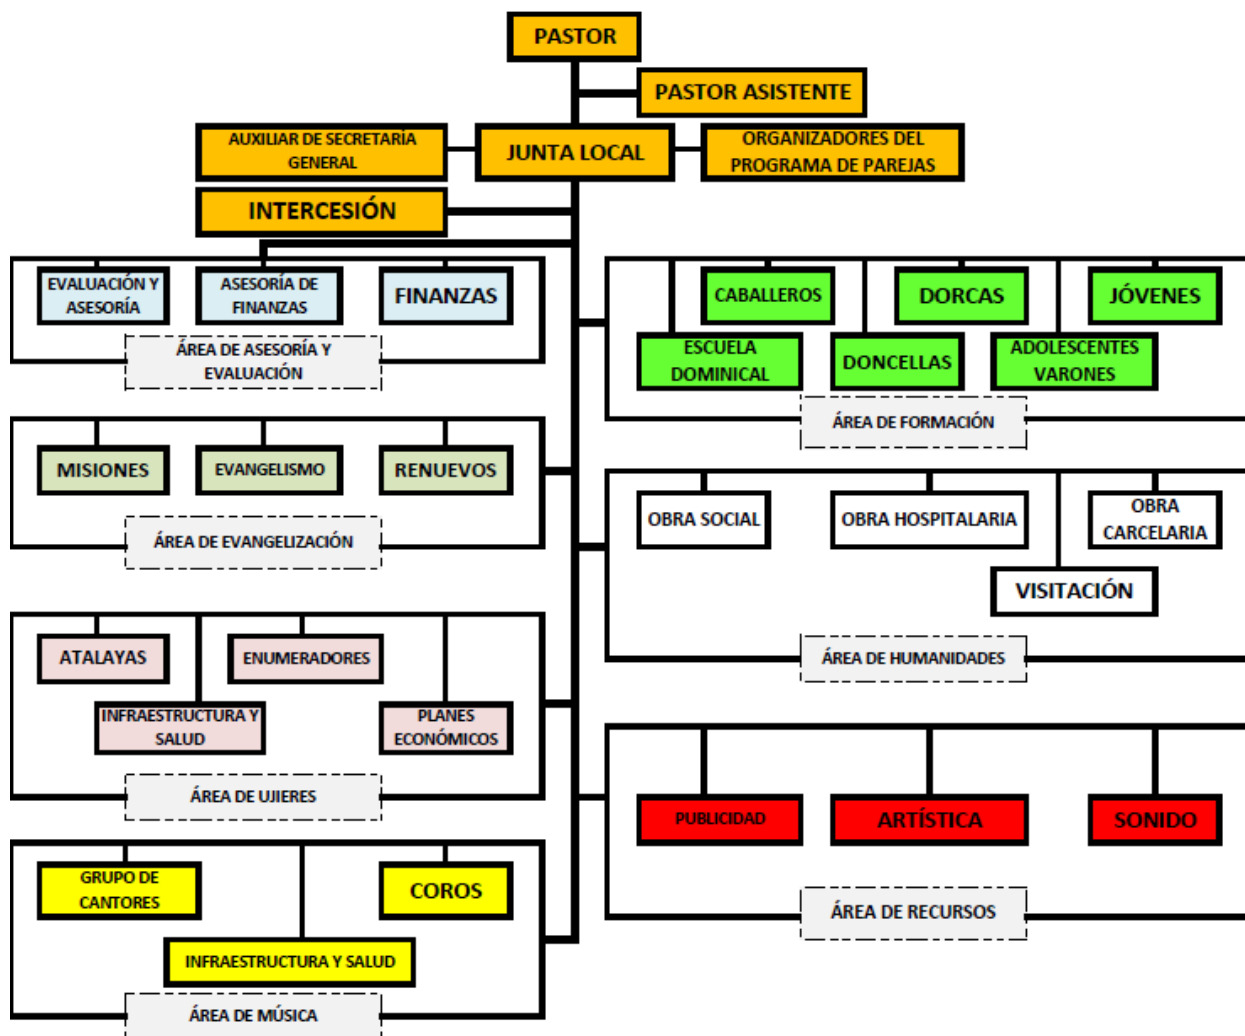 PASTOR
PASTOR ASISTENTE
AUXILIAR DE SECRETARÍA
GENERAL
JUNTA LOCAL
ORGANIZADORES DEL
PROGRAMA DE PAREJAS
INTERCESIÓN
EVALUACIÓN Y
ASESORÍA
ASESORÍA DE
FINANZAS
FINANZAS
ÁREA DE ASESORÍA Y
EVALUACIÓN
CABALLEROS
DORCAS
JÓVENES
ESCUELA
DOMINICAL
DONCELLAS
ADOLESCENTES
VARONES
ÁREA DE FORMACIÓN
MISIONES
EVANGELISMO
RENUEVOS
ÁREA DE EVANGELIZACIÓN
OBRA SOCIAL
OBRA HOSPITALARIA
OBRA
CARCELARIA
VISITACIÓN
ÁREA DE HUMANIDADES
ATALAYAS
ENUMERADORES
INFRAESTRUCTURA Y
SALUD
PLANES
ECONÓMICOS
ÁREA DE UJIERES
PUBLICIDAD
ARTÍSTICA
SONIDO
ÁREA DE RECURSOS
GRUPO DE
CANTORES
COROS
INFRAESTRUCTURA Y SALUD
ÁREA DE MÚSICA